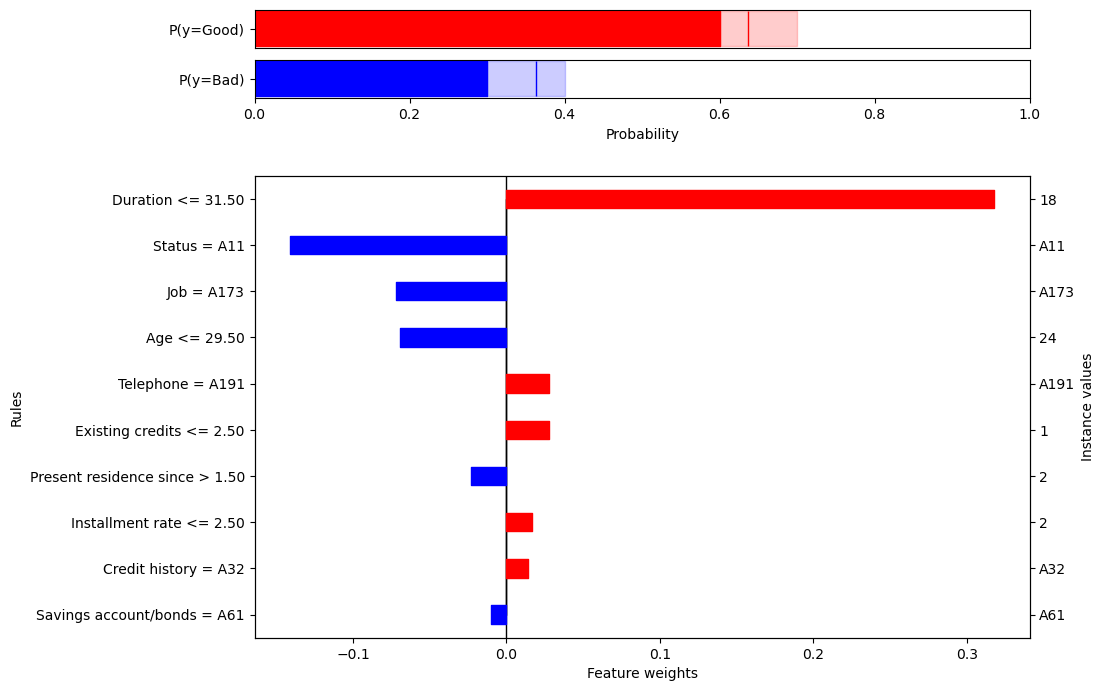 P(y=Good)
P(y=Bad)
0.0 0.2 0.4 0.6 0.8 1.0
Probability
Duration <= 31.50 18
Status = A11 A11
Job = A173 A173
Age <= 29.50 24
Telephone = A191 A191
Existing credits <= 2.50 1
Present residence since > 1.50 2
Installment rate <= 2.50 2
Credit history = A32 A32
Savings account/bonds = A61 A61
Rules
Instance values
−0.1 0.0 0.1 0.2 0.3
Feature weights